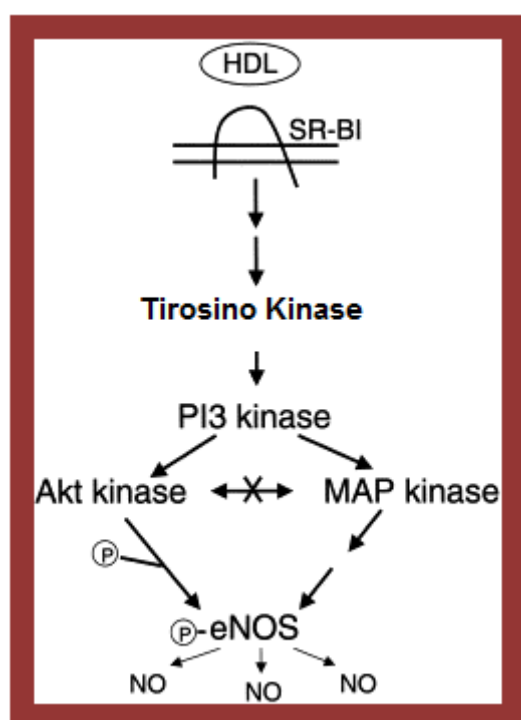 HDL
SR-BI
Tirosino Kinase
PI3 kinase
Akt kinase
MAP kinase
P
P-eNOS
NO
NO
NO